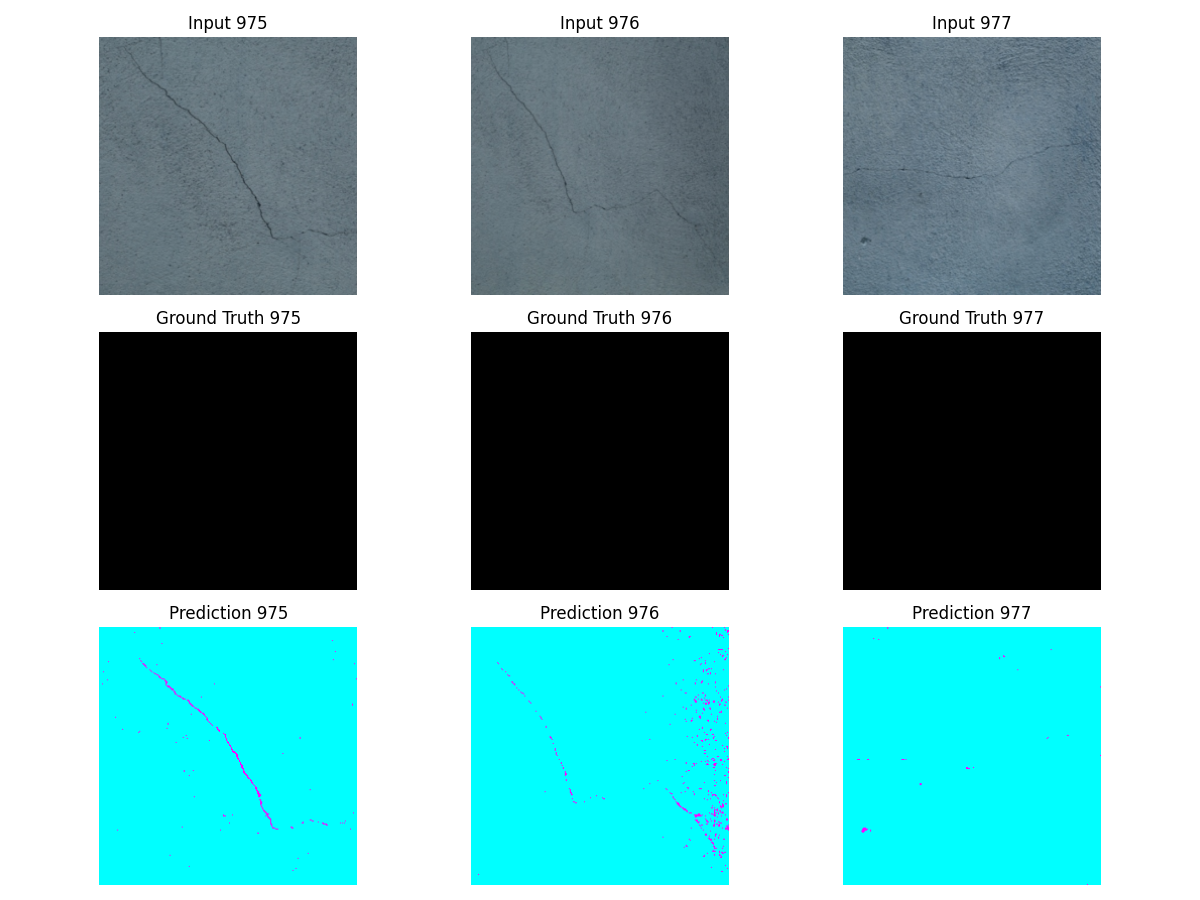 Input 975
Input 976
Input 977
Ground Truth 975
Ground Truth 976
Ground Truth 977
Prediction 975
Prediction 976
Prediction 977